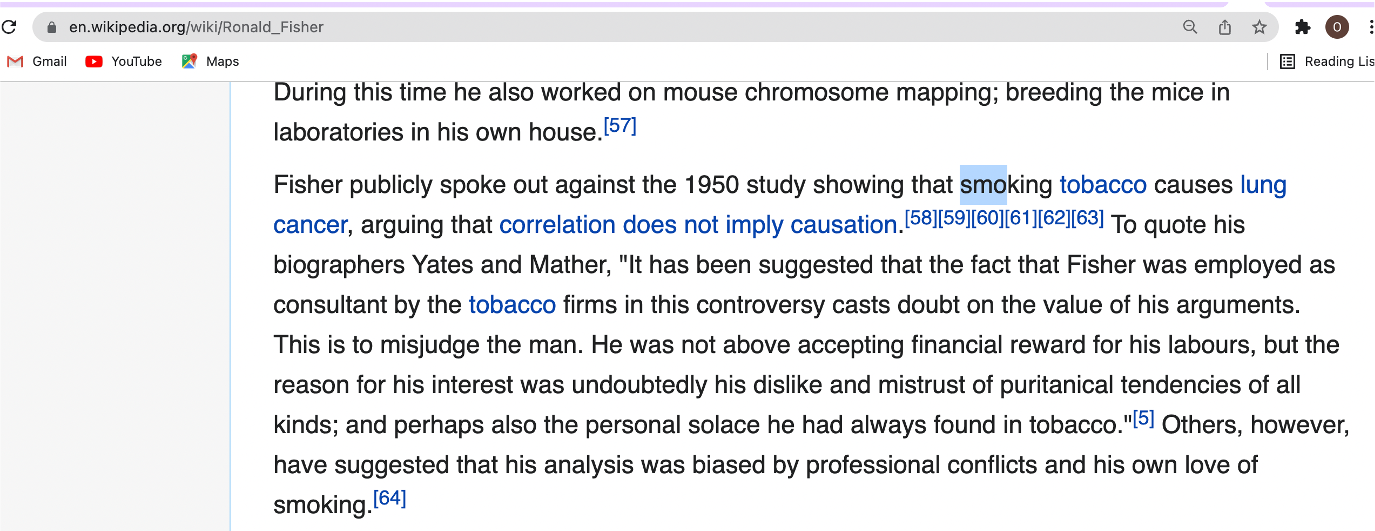 en.wikipedia.org/wiki/Ronald_Fisher
O
Gmail YouTube Maps Reading Lis
During this time he also worked on mouse chromosome mapping; breeding the mice in
laboratories in his own house.[57]
Fisher publicly spoke out against the 1950 study showing that smoking tobacco causes lung
cancer, arguing that correlation does not imply causation.[58][59][60][61][62][63] To quote his
biographers Yates and Mather, "It has been suggested that the fact that Fisher was employed as
consultant by the tobacco firms in this controversy casts doubt on the value of his arguments.
This is to misjudge the man. He was not above accepting financial reward for his labours, but the
reason for his interest was undoubtedly his dislike and mistrust of puritanical tendencies of all
kinds; and perhaps also the personal solace he had always found in tobacco."[5] Others, however,
have suggested that his analysis was biased by professional conflicts and his own love of
smoking.[64]